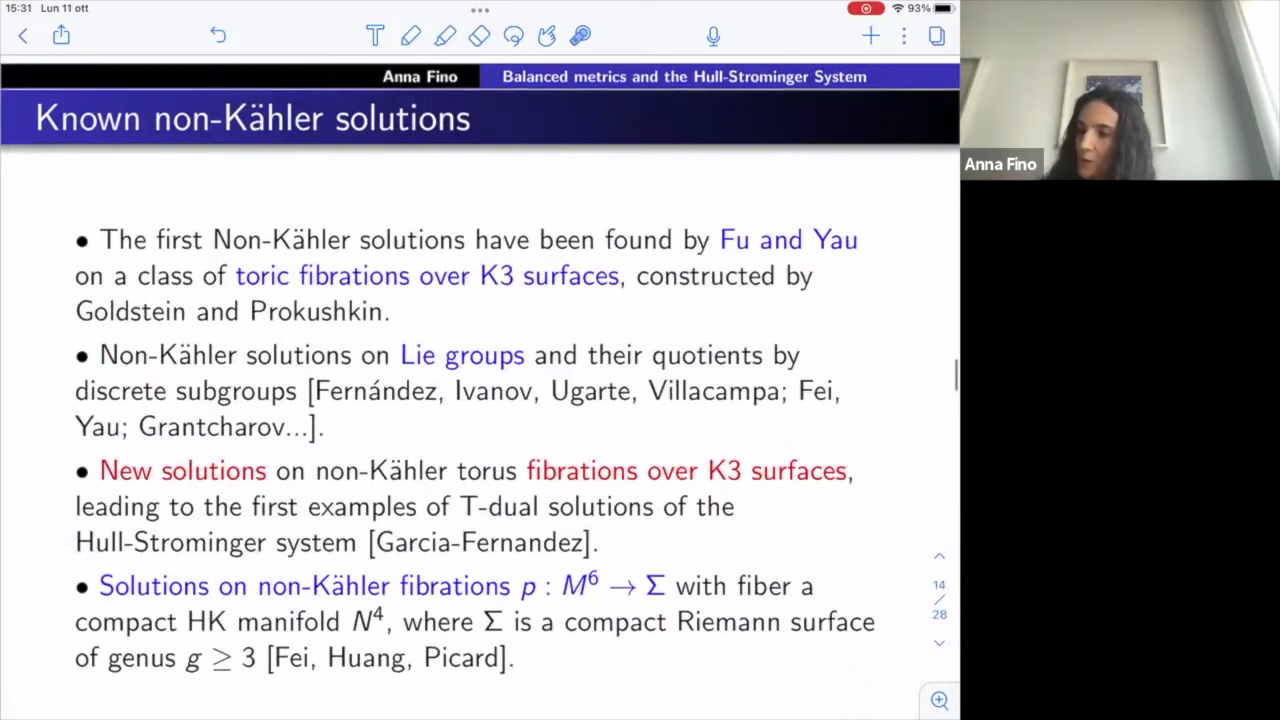 15:31 Lun 11 ott
93%
Anna Fino Balanced metrics and the Hull-Strominger System
Known non-Kähler solutions
• The first Non-Kähler solutions have been found by Fu and Yau
on a class of toric fibrations over K3 surfaces, constructed by
Goldstein and Prokushkin.
• Non-Kähler solutions on Lie groups and their quotients by
discrete subgroups [Fernández, Ivanov, Ugarte, Villacampa; Fei,
Yau; Grantcharov...].
• New solutions on non-Kähler torus fibrations over K3 surfaces,
leading to the first examples of T-dual solutions of the
Hull-Strominger system [Garcia-Fernandez].
• Solutions on non-Kähler fibrations p : M⁶ → Σ with fiber a
compact HK manifold N⁴, where Σ is a compact Riemann surface
of genus g ≥ 3 [Fei, Huang, Picard].
14
/
28
Anna Fino